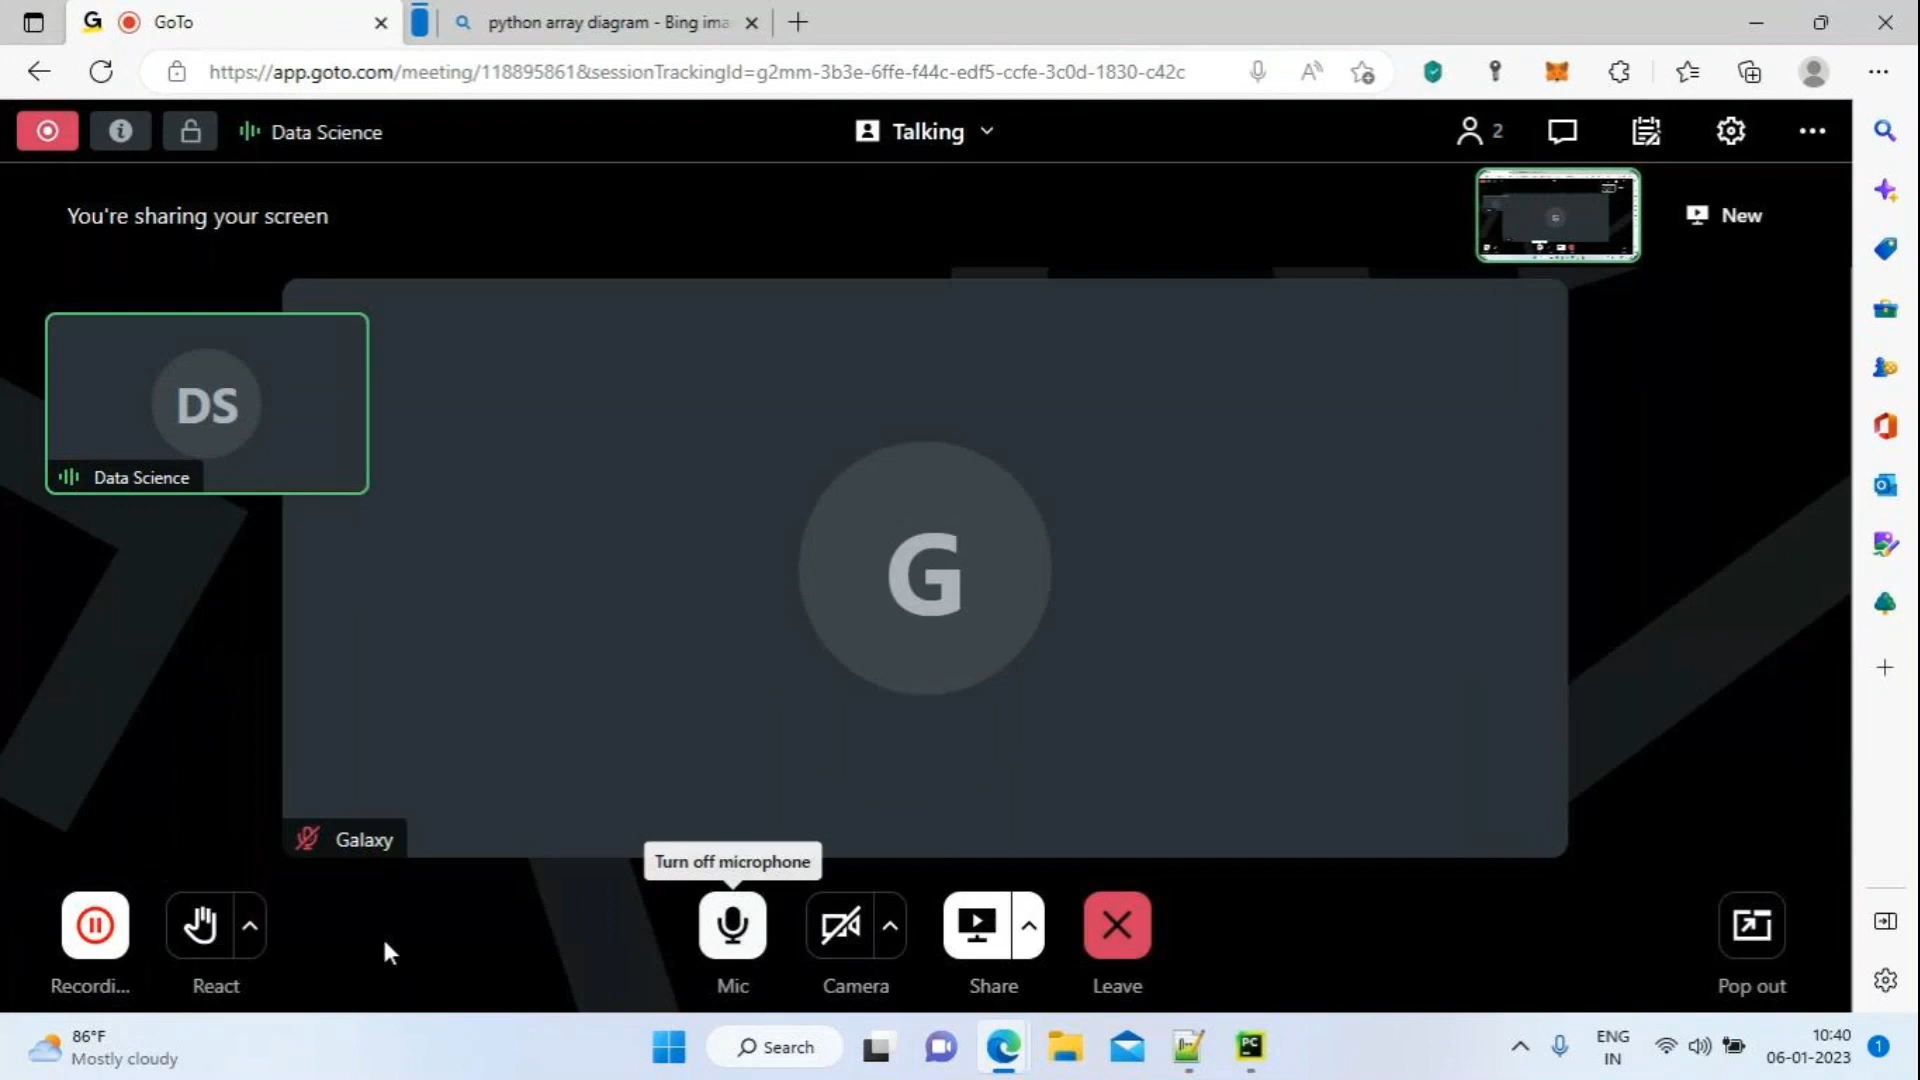 G
GoTo
python array diagram - Bing ima
https://app.goto.com/meeting/118895861&sessionTrackingId=g2mm-3b3e-6ffe-f44c-edf5-ccfe-3c0d-1830-c42c
Data Science
Talking
2
You're sharing your screen
New
DS
Data Science
G
Galaxy
Turn off microphone
Recordi...
React
Mic
Camera
Share
Leave
Pop out
86°F
Mostly cloudy
Search
PC
ENG
IN
10:40
06-01-2023
1